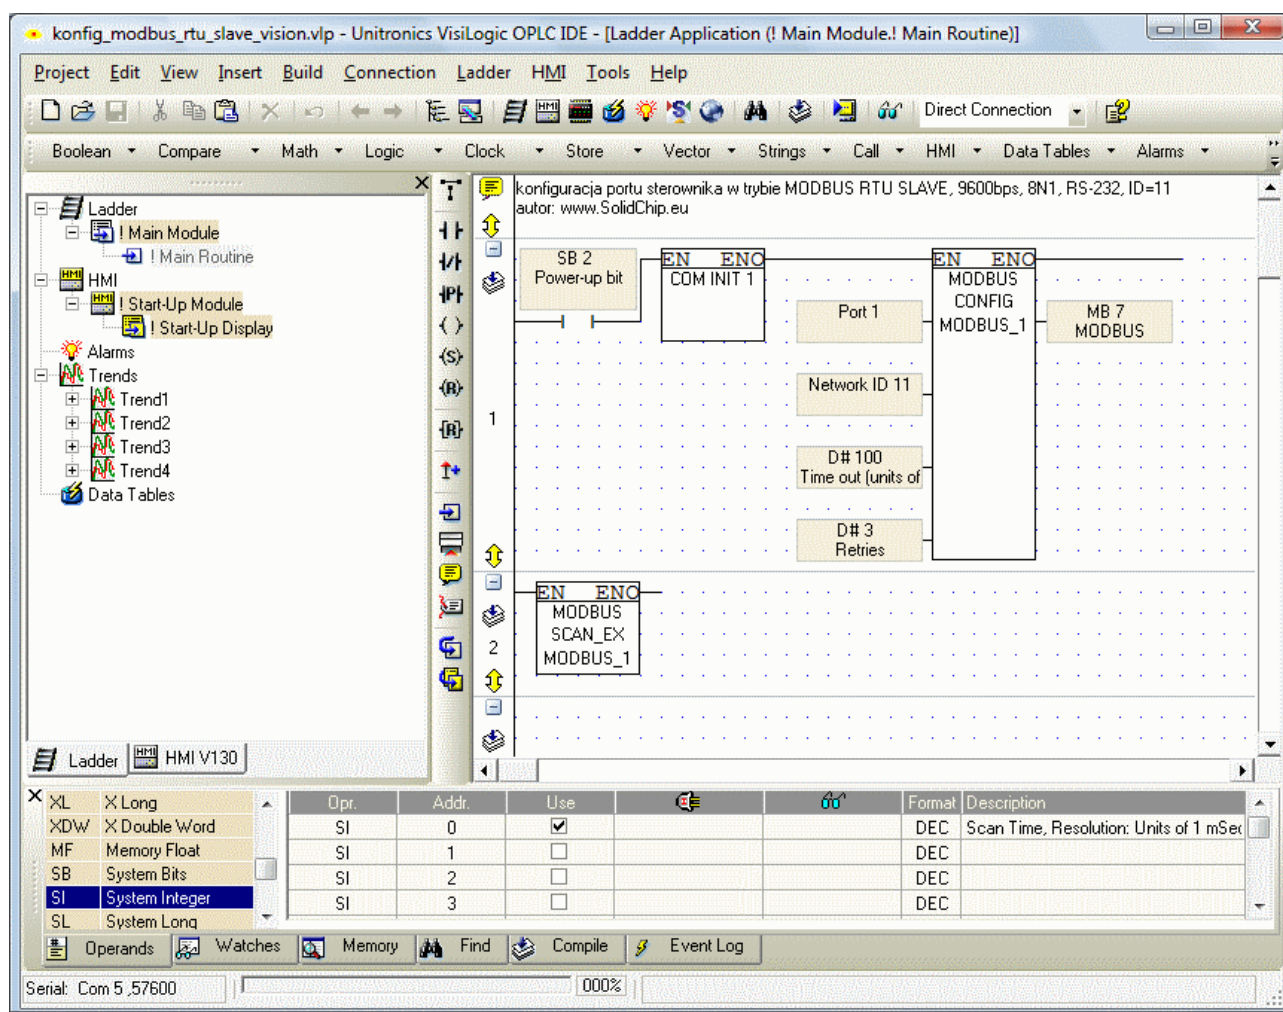 konfig_modbus_rtu_slave_vision.vlp - Unitronics VisiLogic OPLC IDE - [Ladder Application (! Main Module.! Main Routine)]
Project Edit View Insert Build Connection Ladder HMI Tools Help
Direct Connection
Boolean Compare Math Logic Clock Store Vector Strings Call HMI Data Tables Alarms
Ladder
! Main Module
! Main Routine
HMI
! Start-Up Module
! Start-Up Display
Alarms
Trends
Trend1
Trend2
Trend3
Trend4
Data Tables
Ladder HMI V130
konfiguracja portu sterownika w trybie MODBUS RTU SLAVE, 9600bps, 8N1, RS-232, ID=11
autor: www.SolidChip.eu
1
SB 2
Power-up bit
EN ENO
COM INIT 1
EN ENO
MODBUS
CONFIG
MODBUS_1
Port 1
MB 7
MODBUS
Network ID 11
D# 100
Time out (units of
D# 3
Retries
2
EN ENO
MODBUS
SCAN_EX
MODBUS_1
XL X Long
XDW X Double Word
MF Memory Float
SB System Bits
SI System Integer
SL System Long
Opr. Addr. Use Format Description
SI 0 DEC Scan Time, Resolution: Units of 1 mSec
SI 1 DEC
SI 2 DEC
SI 3 DEC
Operands Watches Memory Find Compile Event Log
Serial: Com 5 ,57600 000%